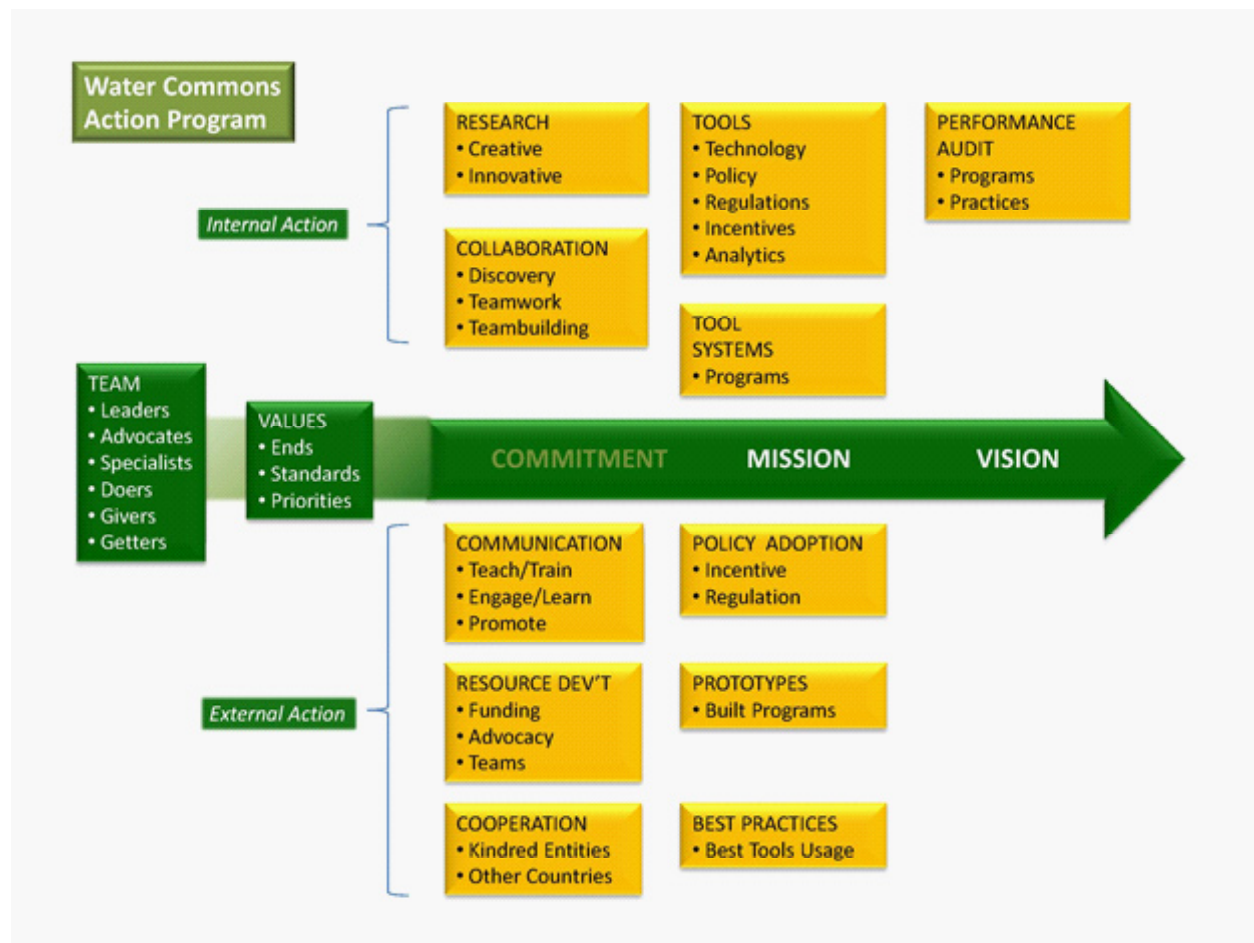 Water Commons
Action Program
Internal Action
RESEARCH
• Creative
• Innovative
COLLABORATION
• Discovery
• Teamwork
• Teambuilding
TOOLS
• Technology
• Policy
• Regulations
• Incentives
• Analytics
TOOL
SYSTEMS
• Programs
PERFORMANCE
AUDIT
• Programs
• Practices
TEAM
• Leaders
• Advocates
• Specialists
• Doers
• Givers
• Getters
VALUES
• Ends
• Standards
• Priorities
COMMITMENT
MISSION
VISION
External Action
COMMUNICATION
• Teach/Train
• Engage/Learn
• Promote
RESOURCE DEV'T
• Funding
• Advocacy
• Teams
COOPERATION
• Kindred Entities
• Other Countries
POLICY ADOPTION
• Incentive
• Regulation
PROTOTYPES
• Built Programs
BEST PRACTICES
• Best Tools Usage